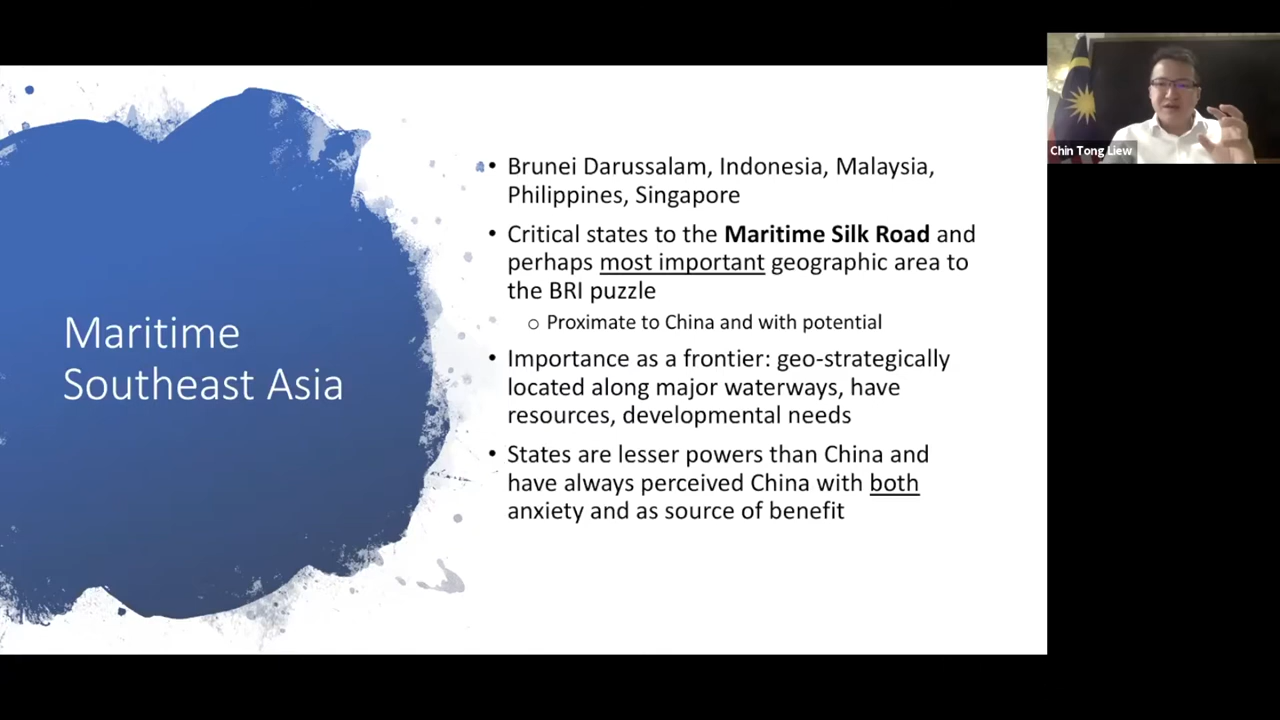 Maritime
Southeast Asia
• Brunei Darussalam, Indonesia, Malaysia,
Philippines, Singapore
• Critical states to the Maritime Silk Road and
perhaps most important geographic area to
the BRI puzzle
o Proximate to China and with potential
• Importance as a frontier: geo-strategically
located along major waterways, have
resources, developmental needs
• States are lesser powers than China and
have always perceived China with both
anxiety and as source of benefit
Chin Tong Liew